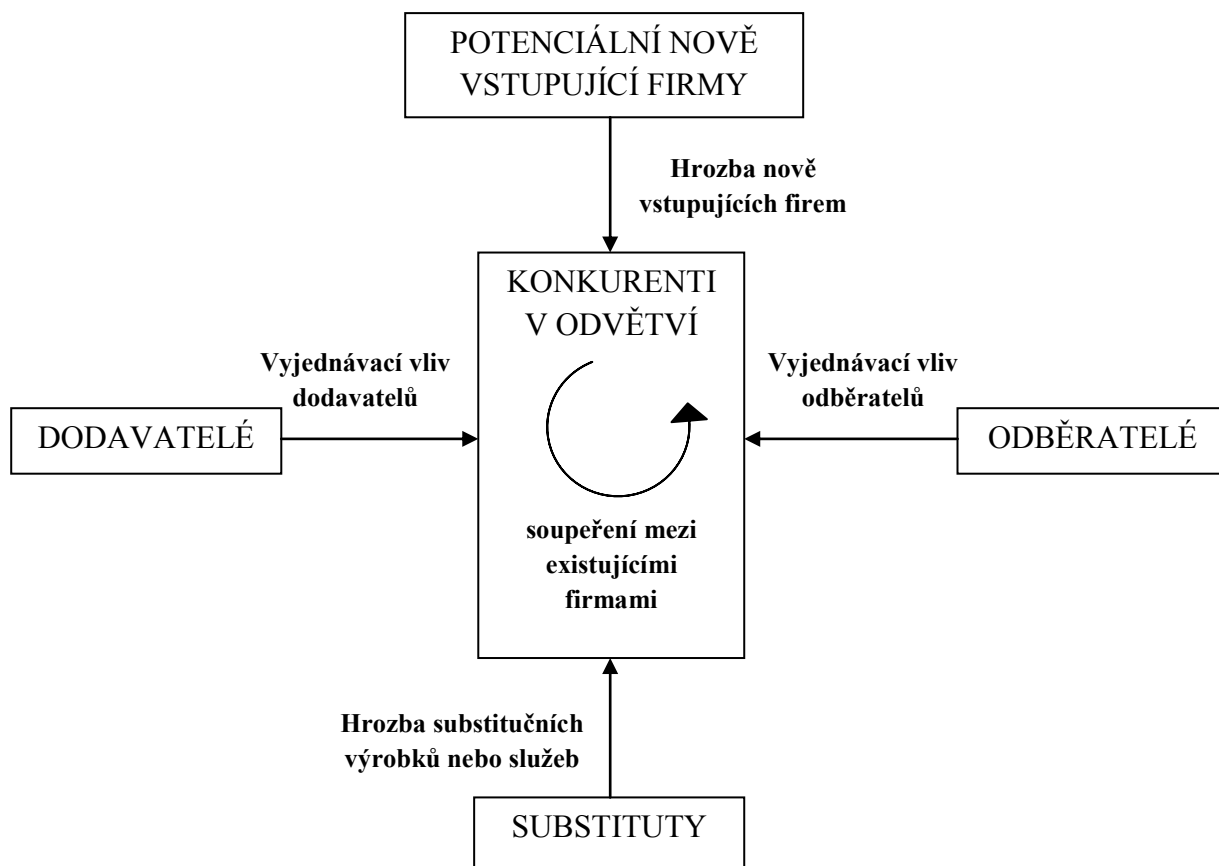 POTENCIÁLNÍ NOVĚ
VSTUPUJÍCÍ FIRMY
Hrozba nově
vstupujících firem
KONKURENTI
V ODVĚTVÍ
Vyjednávací vliv
dodavatelů
Vyjednávací vliv
odběratelů
DODAVATELÉ
ODBĚRATELÉ
soupeření mezi
existujícími
firmami
Hrozba substitučních
výrobků nebo služeb
SUBSTITUTY